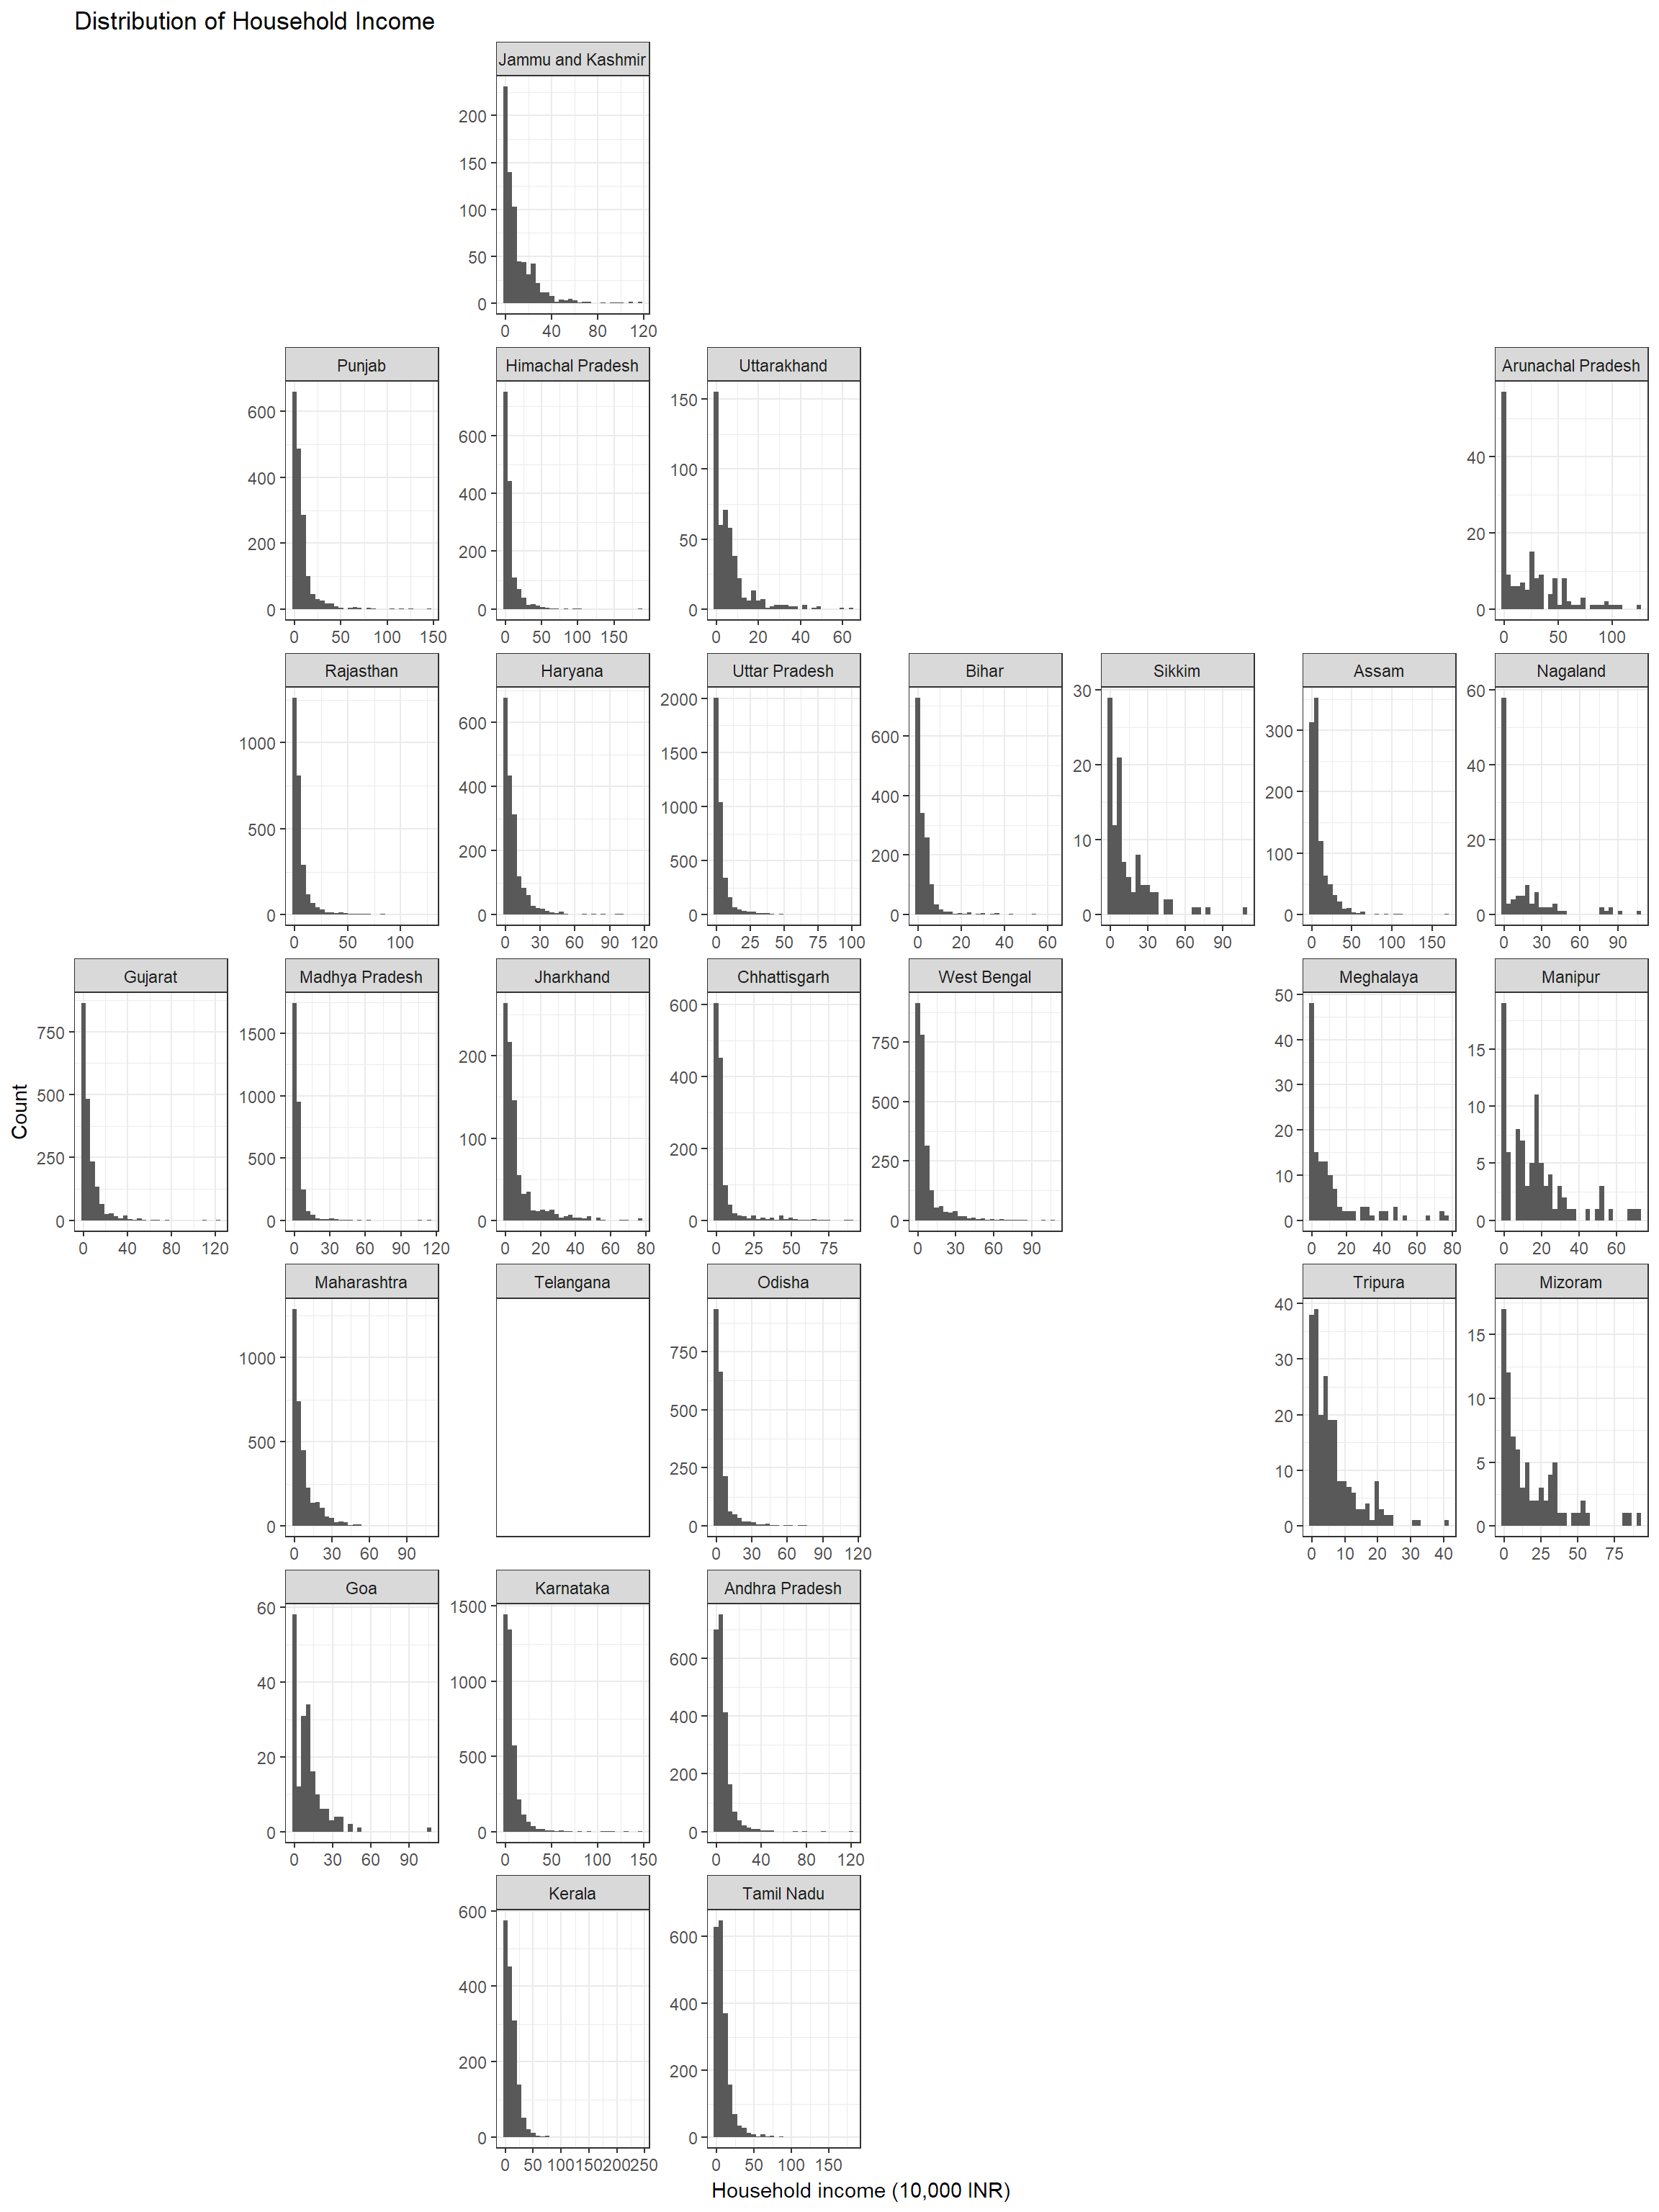 Distribution of Household Income
Jammu and Kashmir
200
150
100
50
0
0 40 80 120
Punjab Himachal Pradesh Uttarakhand Arunachal Pradesh
600 600 150 40
400 400 100 20
200 200 50 0
0 0 0
0 50 100 150 0 50 100 150 0 20 40 60 0 50 100
Rajasthan Haryana Uttar Pradesh Bihar Sikkim Assam Nagaland
1000 600 2000 600 30 300 60
500 400 1500 400 20 200 40
0 200 1000 200 10 100 20
0 500 0 0 0 0
0
0 50 100 0 30 60 90 120 0 25 50 75 100 0 20 40 60 0 30 60 90 0 50 100 150 0 30 60 90
Gujarat Madhya Pradesh Jharkhand Chhattisgarh West Bengal Meghalaya Manipur
750 1500 200 600 750 50 15
500 1000 100 400 500 40 10
250 500 0 200 250 30 5
0 0 0 0 20 0
10
0
0 40 80 120 0 30 60 90 120 0 20 40 60 80 0 25 50 75 0 30 60 90 0 20 40 60 80 0 20 40 60
Count
Maharashtra Telangana Odisha Tripura Mizoram
1000 750 40 15
500 500 30 10
0 250 20 5
0 10 0
0
0 30 60 90 0 30 60 90 120 0 10 20 30 40 0 25 50 75
Goa Karnataka Andhra Pradesh
60 1500 600
40 1000 400
20 500 200
0 0 0
0 30 60 90 0 50 100 150 0 40 80 120
Kerala Tamil Nadu
600 600
400 400
200 200
0 0
0 50 100 150 200 250 0 50 100 150
Household income (10,000 INR)